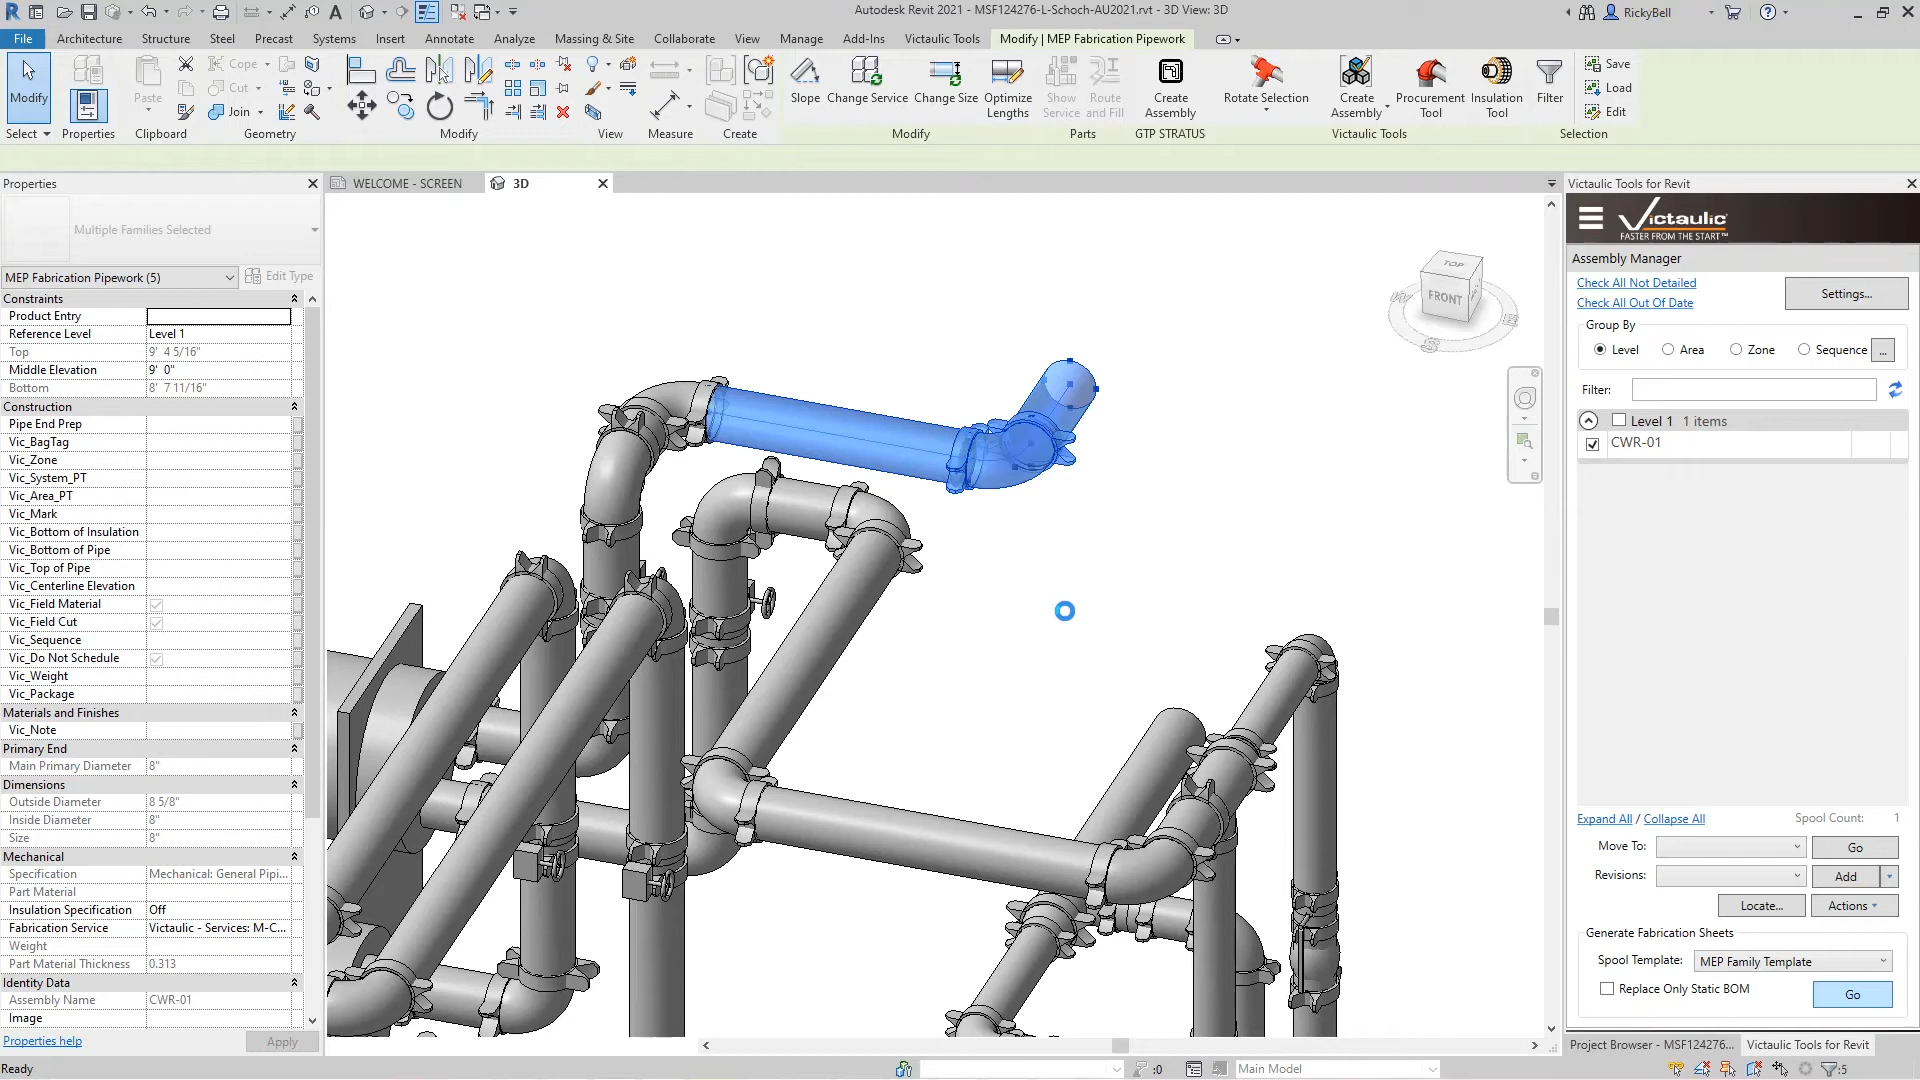 Autodesk Revit 2021 - MSF124276-L-Schoch-AU2021.rvt - 3D View: 3D
RickyBell
File
Architecture
Structure
Steel
Precast
Systems
Insert
Annotate
Analyze
Massing & Site
Collaborate
View
Manage
Add-Ins
Victaulic Tools
Modify | MEP Fabrication Pipework
Modify
Select
Properties
Paste
Clipboard
Cope
Cut
Join
Geometry
Modify
View
Measure
Create
Slope
Change Service
Change Size
Optimize Lengths
Modify
Show Service
Route and Fill
Parts
Create Assembly
GTP STRATUS
Rotate Selection
Create Assembly
Procurement Tool
Insulation Tool
Victaulic Tools
Filter
Save
Load
Edit
Selection
Properties
WELCOME - SCREEN
3D
Multiple Families Selected
MEP Fabrication Pipework (5)
Edit Type
Constraints
Product Entry
Reference Level Level 1
Top 9' 4 5/16"
Middle Elevation 9' 0"
Bottom 8' 7 11/16"
Construction
Pipe End Prep
Vic_BagTag
Vic_Zone
Vic_System_PT
Vic_Area_PT
Vic_Mark
Vic_Bottom of Insulation
Vic_Bottom of Pipe
Vic_Top of Pipe
Vic_Centerline Elevation
Vic_Field Material
Vic_Field Cut
Vic_Sequence
Vic_Do Not Schedule
Vic_Weight
Vic_Package
Materials and Finishes
Vic_Note
Primary End
Main Primary Diameter 8"
Dimensions
Outside Diameter 8 5/8"
Inside Diameter 8"
Size 8"
Mechanical
Specification Mechanical: General Pipi...
Part Material
Insulation Specification Off
Fabrication Service Victaulic - Services: M-C...
Weight
Part Material Thickness 0.313
Identity Data
Assembly Name CWR-01
Image
Properties help
Apply
TOP
FRONT
S
Victaulic Tools for Revit
Victaulic
FASTER FROM THE START™
Assembly Manager
Check All Not Detailed
Check All Out Of Date
Settings...
Group By
Level
Area
Zone
Sequence
...
Filter:
Level 1 1 items
CWR-01
Expand All / Collapse All
Spool Count: 1
Move To:
Go
Revisions:
Add
Locate...
Actions
Generate Fabrication Sheets
Spool Template: MEP Family Template
Replace Only Static BOM
Go
Project Browser - MSF124276...
Victaulic Tools for Revit
Ready
:0
Main Model
:5